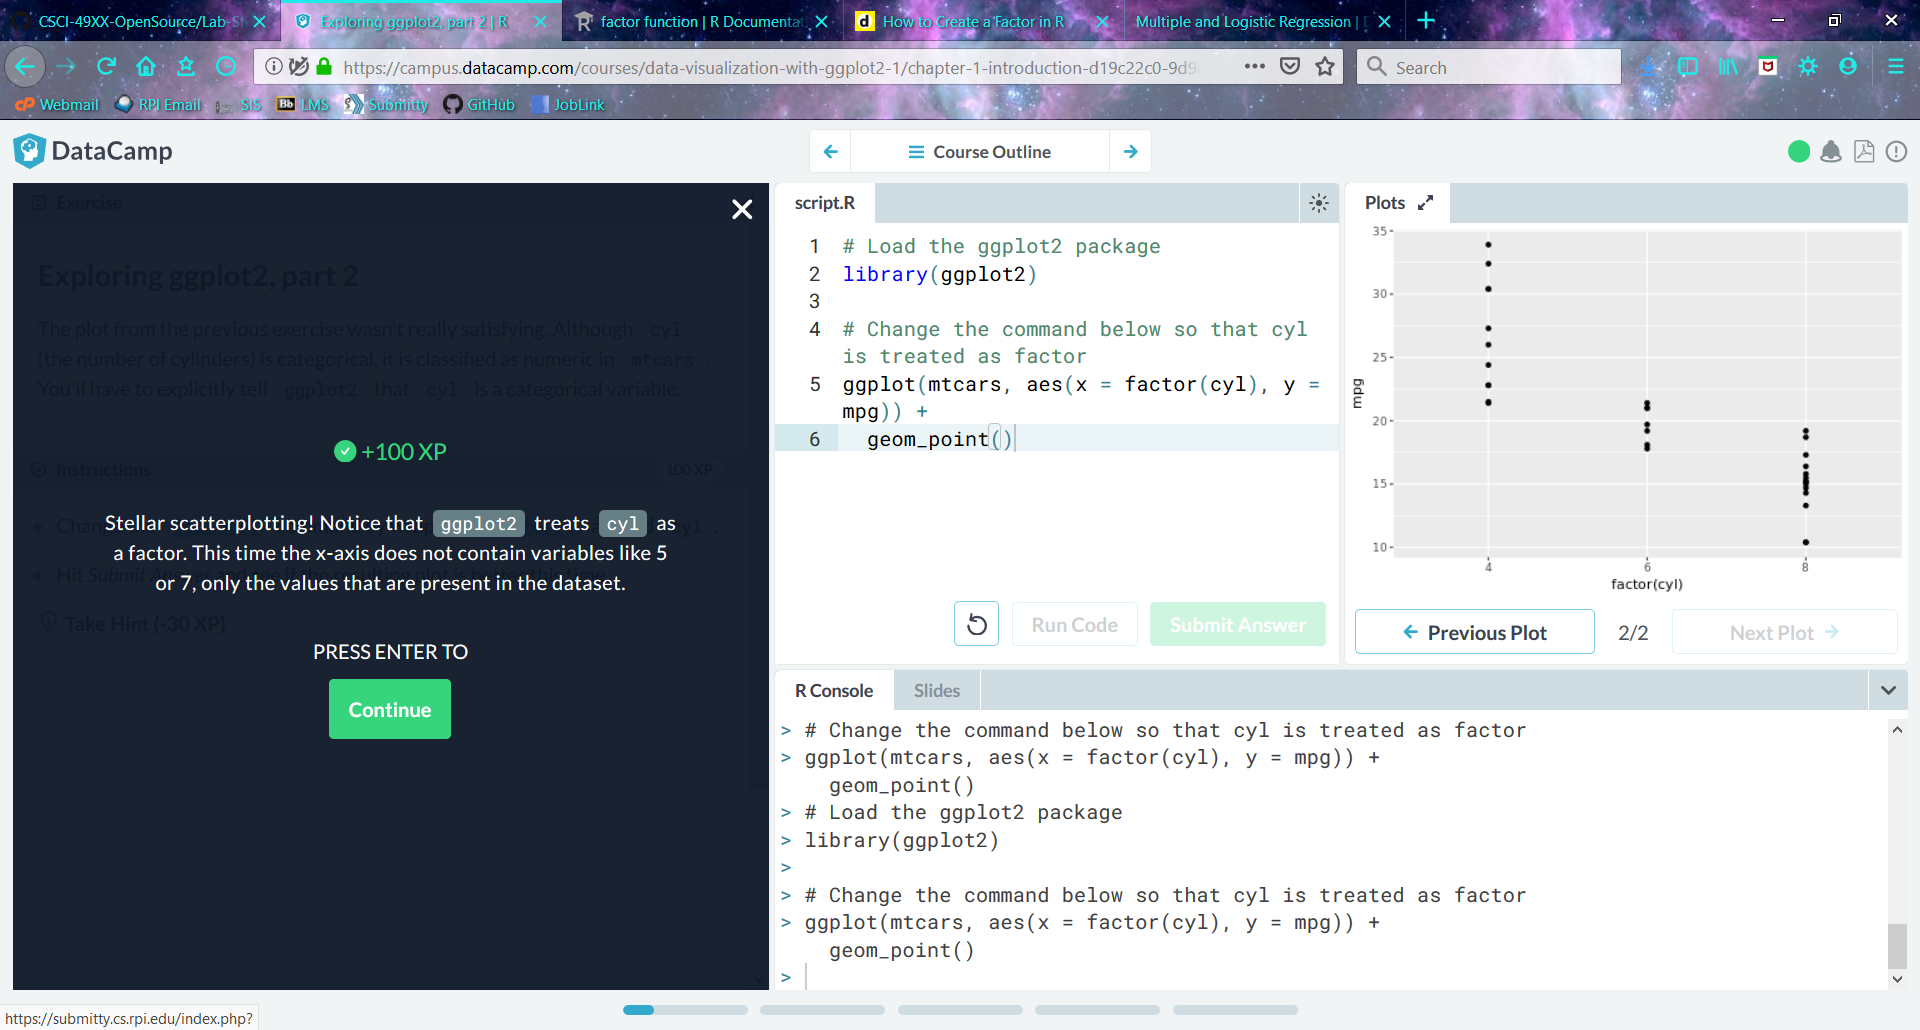 CSCI-49XX-OpenSource/Lab-S
Exploring ggplot2, part 2 | R
factor function | R Documentat
How to Create a Factor in R
Multiple and Logistic Regression |
https://campus.datacamp.com/courses/data-visualization-with-ggplot2-1/chapter-1-introduction-d19c22c0-9d9
Search
Webmail
RPI Email
SIS
Bb LMS
Submitty
GitHub
JobLink
DataCamp
Course Outline
Exercise
Exploring ggplot2, part 2
The plot from the previous exercise wasn't really satisfying. Although cyl
(the number of cylinders) is categorical, it is classified as numeric in mtcars .
You'll have to explicitly tell ggplot2 that cyl is a categorical variable.
+100 XP
Instructions
100 XP
Stellar scatterplotting! Notice that ggplot2 treats cyl as
a factor. This time the x-axis does not contain variables like 5
or 7, only the values that are present in the dataset.
Take Hint (-30 XP)
PRESS ENTER TO
Continue
script.R
1 # Load the ggplot2 package
2 library(ggplot2)
3
4 # Change the command below so that cyl
is treated as factor
5 ggplot(mtcars, aes(x = factor(cyl), y =
mpg)) +
6 geom_point()
Run Code
Submit Answer
Plots
35
30
25
20
15
10
mpg
4
6
8
factor(cyl)
Previous Plot
2/2
Next Plot
R Console
Slides
> # Change the command below so that cyl is treated as factor
> ggplot(mtcars, aes(x = factor(cyl), y = mpg)) +
geom_point()
> # Load the ggplot2 package
> library(ggplot2)
>
> # Change the command below so that cyl is treated as factor
> ggplot(mtcars, aes(x = factor(cyl), y = mpg)) +
geom_point()
>
https://submitty.cs.rpi.edu/index.php?